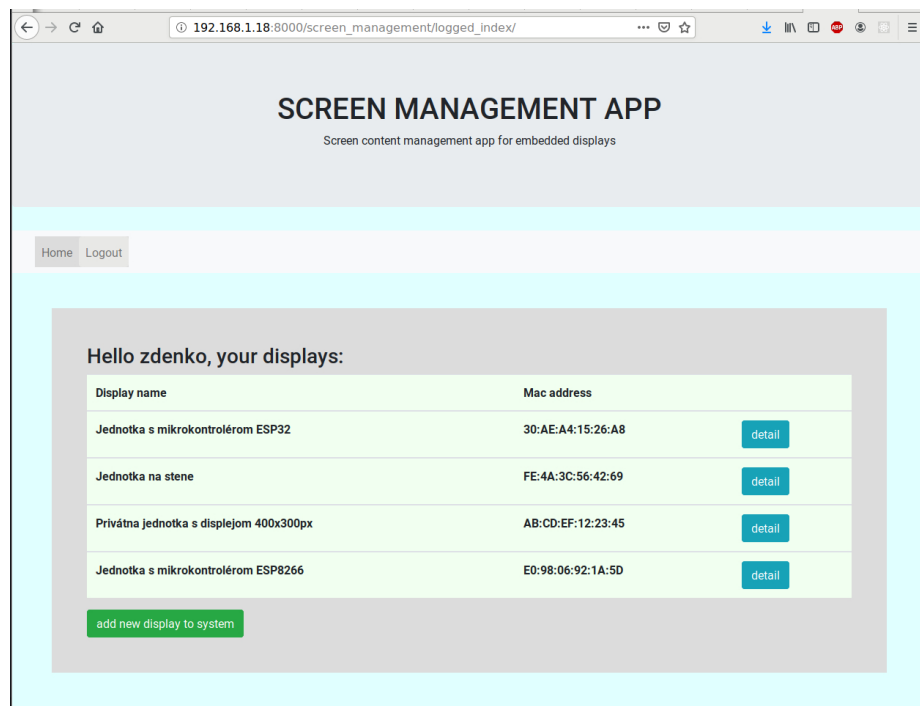 192.168.1.18:8000/screen_management/logged_index/
ABP
SCREEN MANAGEMENT APP
Screen content management app for embedded displays
Home Logout
Hello zdenko, your displays:
Display name Mac address
Jednotka s mikrokontrolérom ESP32 30:AE:A4:15:26:A8 detail
Jednotka na stene FE:4A:3C:56:42:69 detail
Privátna jednotka s displejom 400x300px AB:CD:EF:12:23:45 detail
Jednotka s mikrokontrolérom ESP8266 E0:98:06:92:1A:5D detail
add new display to system